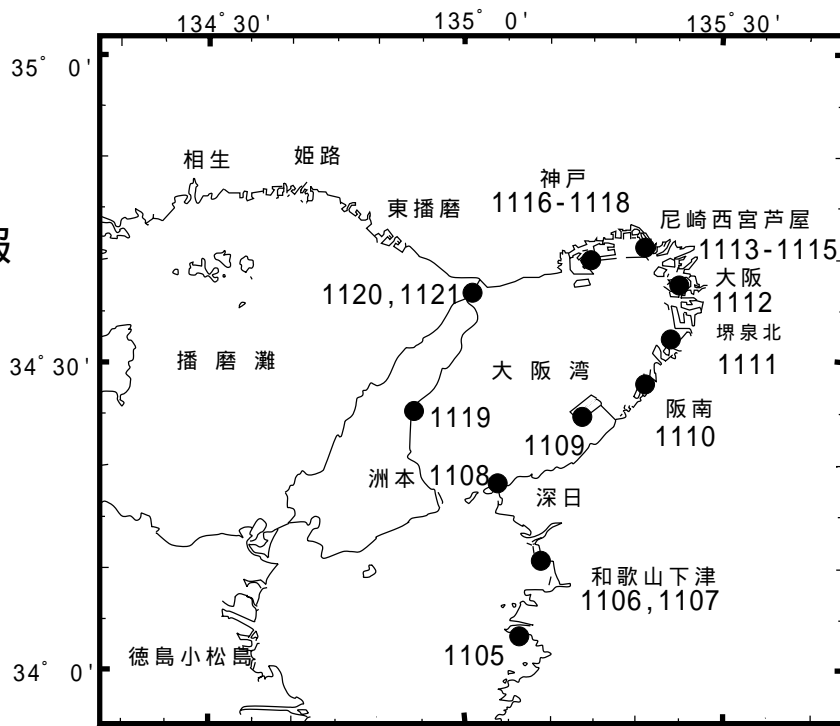 134° 30' 135° 0' 135° 30'
35° 0'
相生
姫路
神戸
1116-1118
東播磨
尼崎西宮芦屋
1113-1115
報
大阪
1112
1120,1121
堺泉北
1111
34° 30'
播磨灘
大阪湾
阪南
1110
1119
1109
洲本 1108
深日
和歌山下津
1106,1107
徳島小松島
1105
34° 0'